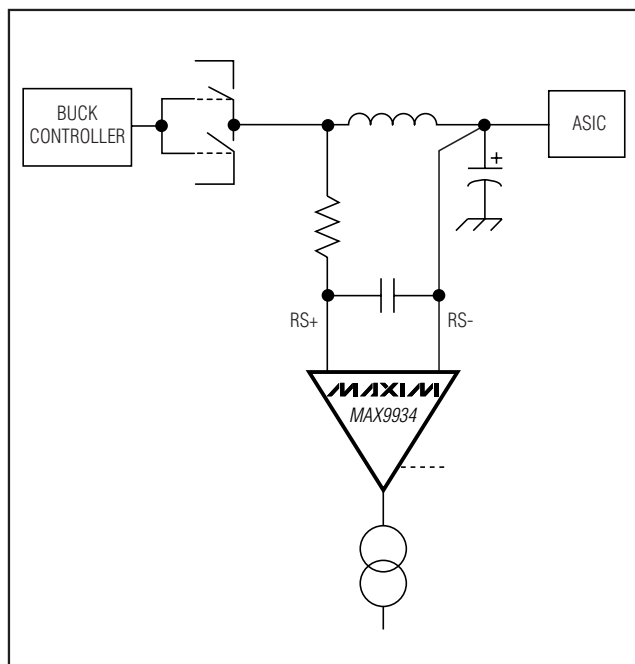 BUCK
CONTROLLER
ASIC
+
RS+
RS-
MAXIM
MAX9934